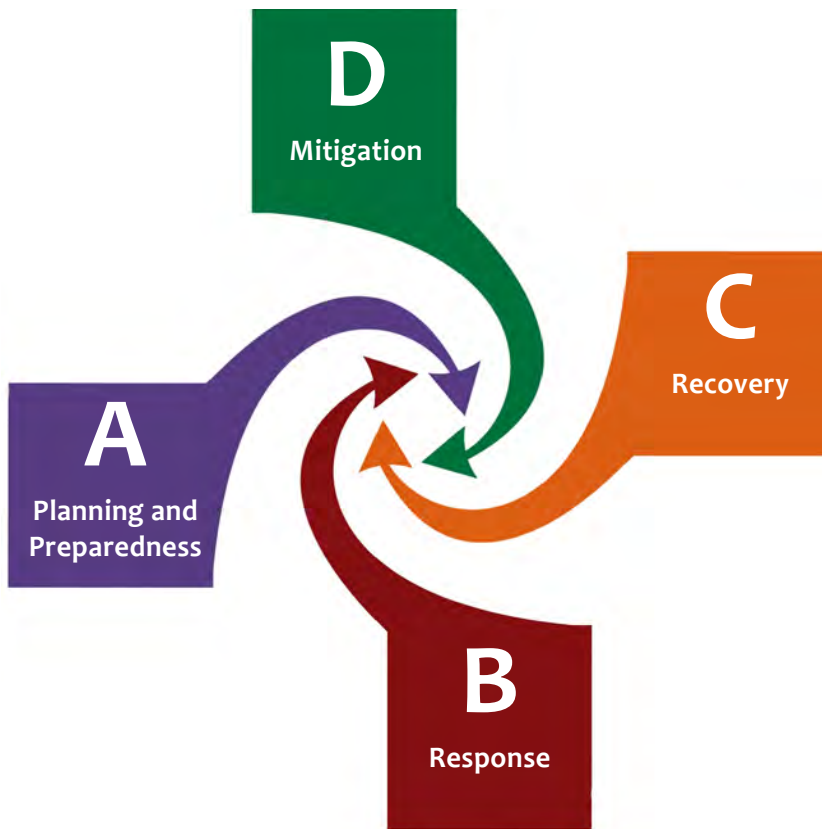 D
Mitigation
C
Recovery
A
Planning and
Preparedness
B
Response